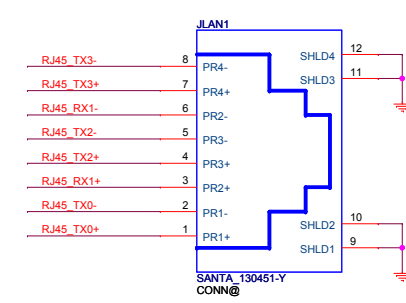 JLAN1
RJ45_TX3- 8 PR4- SHLD4 12
RJ45_TX3+ 7 PR4+ SHLD3 11
RJ45_RX1- 6 PR2-
RJ45_TX2- 5 PR3-
RJ45_TX2+ 4 PR3+
RJ45_RX1+ 3 PR2+
RJ45_TX0- 2 PR1- SHLD2 10
RJ45_TX0+ 1 PR1+ SHLD1 9
SANTA_130451-Y
CONN@